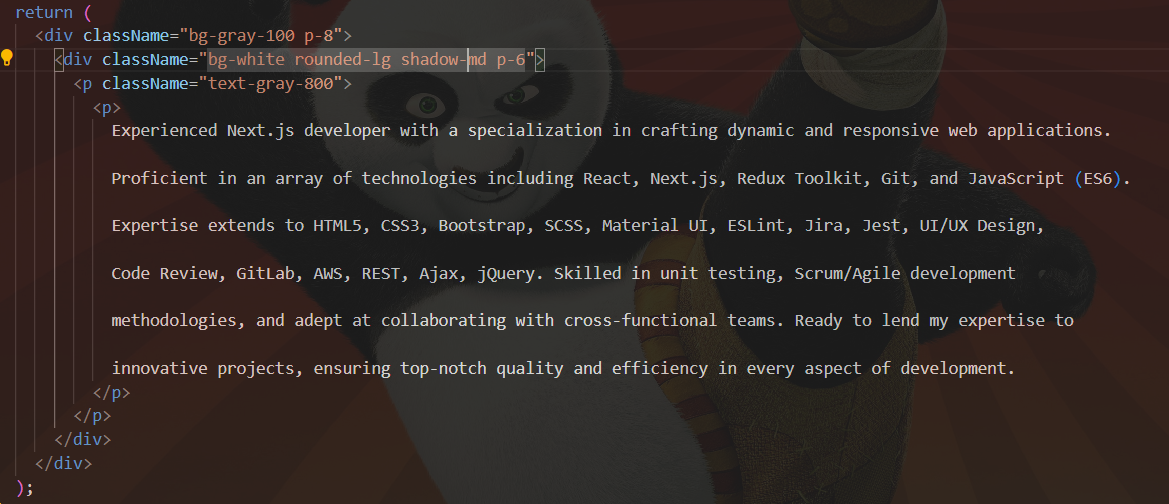 return (
<div className="bg-gray-100 p-8">
<div className="bg-white rounded-lg shadow-md p-6">
<p className="text-gray-800">
<p>
Experienced Next.js developer with a specialization in crafting dynamic and responsive web applications.
Proficient in an array of technologies including React, Next.js, Redux Toolkit, Git, and JavaScript (ES6).
Expertise extends to HTML5, CSS3, Bootstrap, SCSS, Material UI, ESLint, Jira, Jest, UI/UX Design,
Code Review, GitLab, AWS, REST, Ajax, jQuery. Skilled in unit testing, Scrum/Agile development
methodologies, and adept at collaborating with cross-functional teams. Ready to lend my expertise to
innovative projects, ensuring top-notch quality and efficiency in every aspect of development.
</p>
</p>
</div>
</div>
);